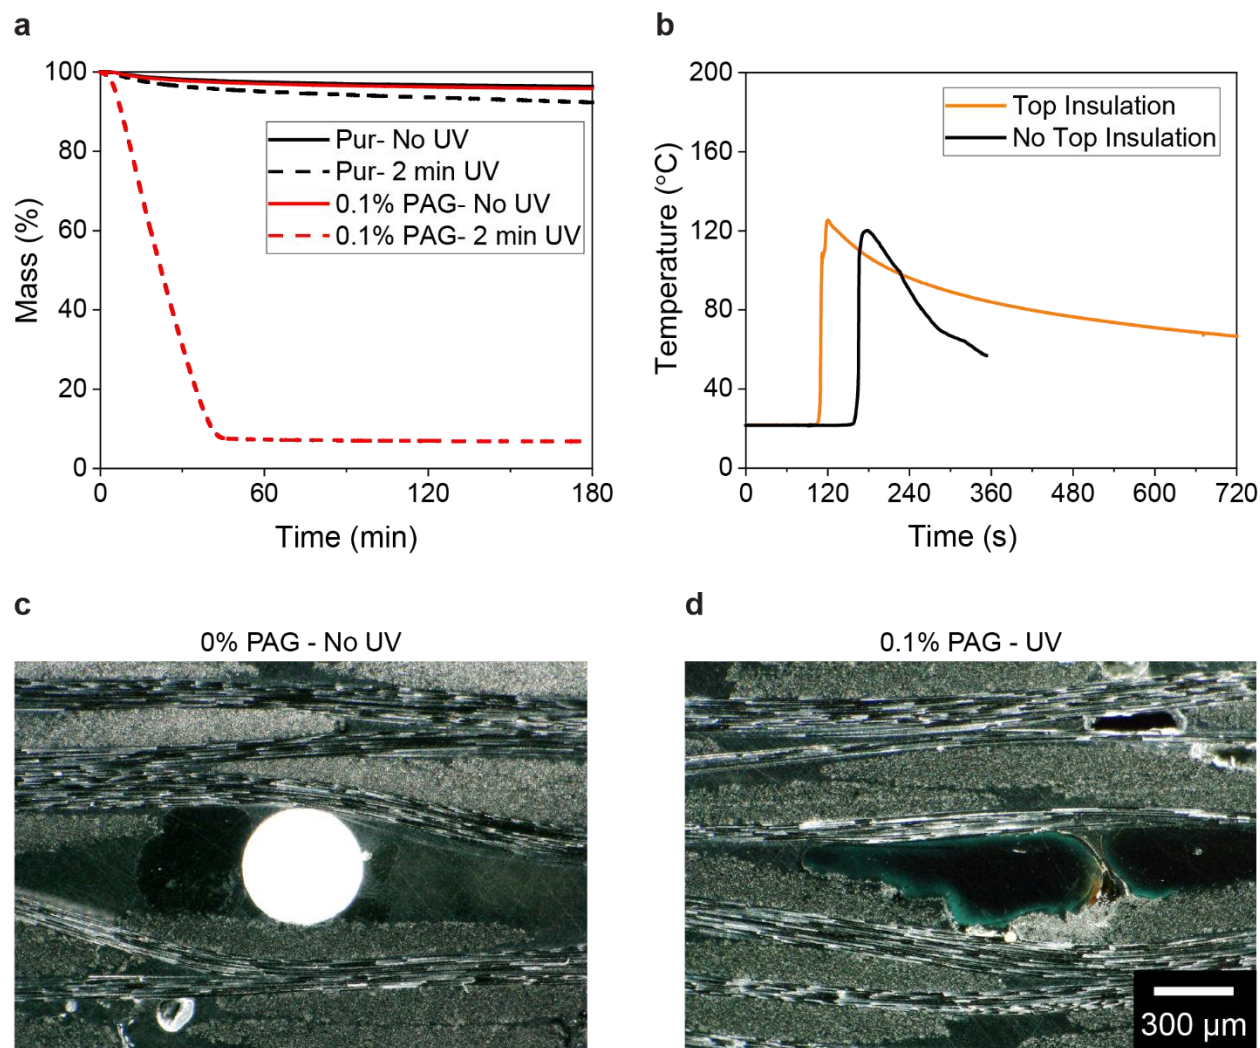 a
100
80
60
40
20
0
Mass (%)
Pur- No UV
Pur- 2 min UV
0.1% PAG- No UV
0.1% PAG- 2 min UV
0
60
120
180
Time (min)
b
200
160
120
80
40
0
Temperature (°C)
Top Insulation
No Top Insulation
0
120
240
360
480
600
720
Time (s)
c
0% PAG - No UV
d
0.1% PAG - UV
300 µm